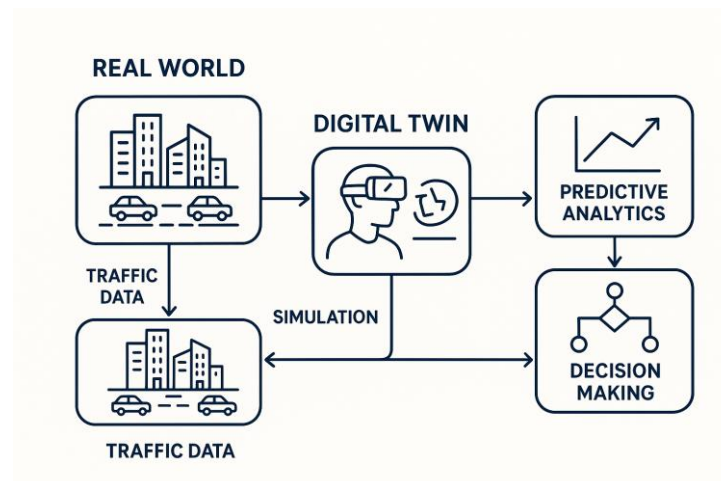 REAL WORLD
DIGITAL TWIN
PREDICTIVE
ANALYTICS
TRAFFIC
DATA
SIMULATION
DECISION
MAKING
TRAFFIC DATA